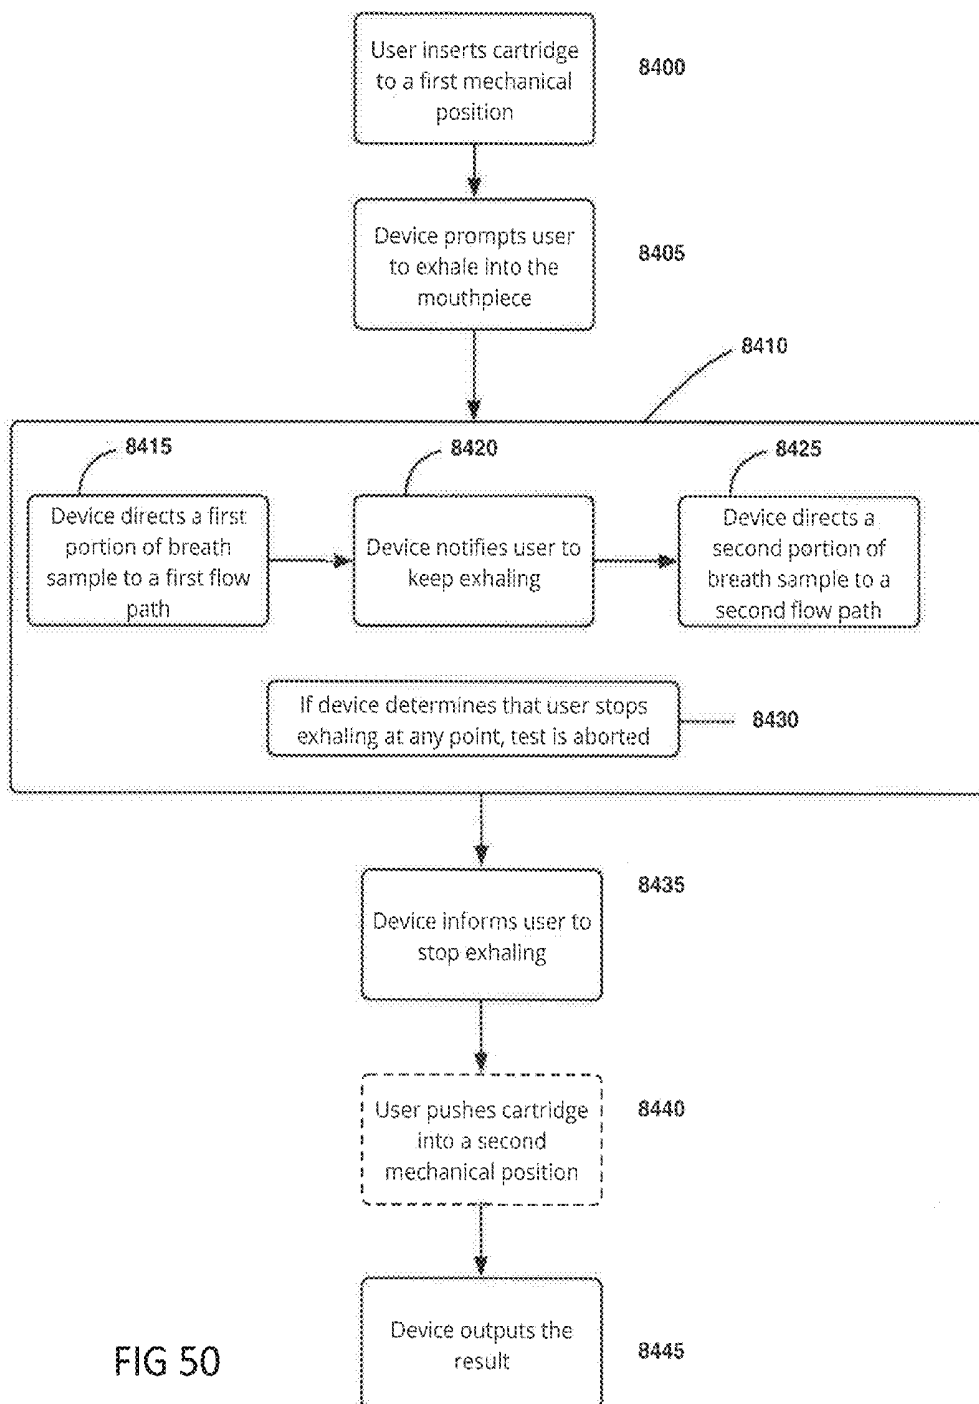 User inserts cartridge
to a first mechanical
position
8400
Device prompts user
to exhale into the
mouthpiece
8405
8410
8415
Device directs a first
portion of breath
sample to a first flow
path
8420
Device notifies user to
keep exhaling
8425
Device directs a
second portion of
breath sample to a
second flow path
If device determines that user stops
exhaling at any point, test is aborted
8430
Device informs user to
stop exhaling
8435
User pushes cartridge
into a second
mechanical position
8440
Device outputs the
result
8445
FIG 50